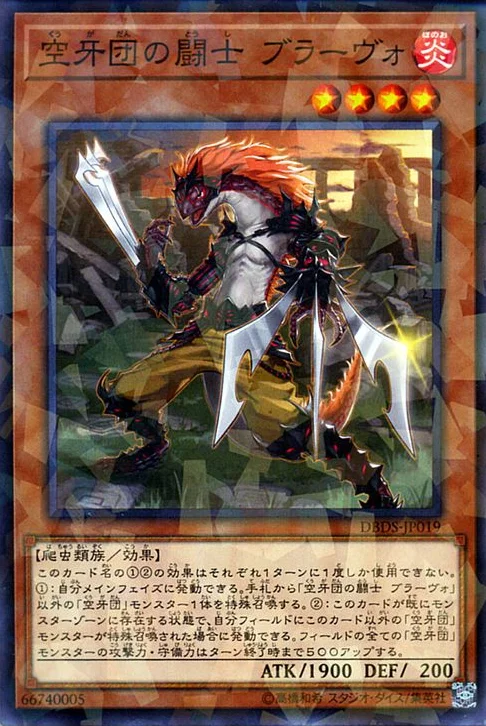 空牙団の闘士 ブラーヴォ
炎
DBDS-JP019
【爬虫類族/効果】
このカード名の①②の効果はそれぞれ1ターンに1度しか使用できない。
①:自分メインフェイズに発動できる。手札から「空牙団の闘士 ブラーヴォ」
以外の「空牙団」モンスター1体を特殊召喚する。②:このカードが既にモン
スターゾーンに存在する状態で、自分フィールドにこのカード以外の「空牙団」
モンスターが特殊召喚された場合に発動できる。フィールドの全ての「空牙団」
モンスターの攻撃力・守備力はターン終了時まで500アップする。
ATK/1900 DEF/ 200
66740005
©高橋和希 スタジオ・ダイス/集英社